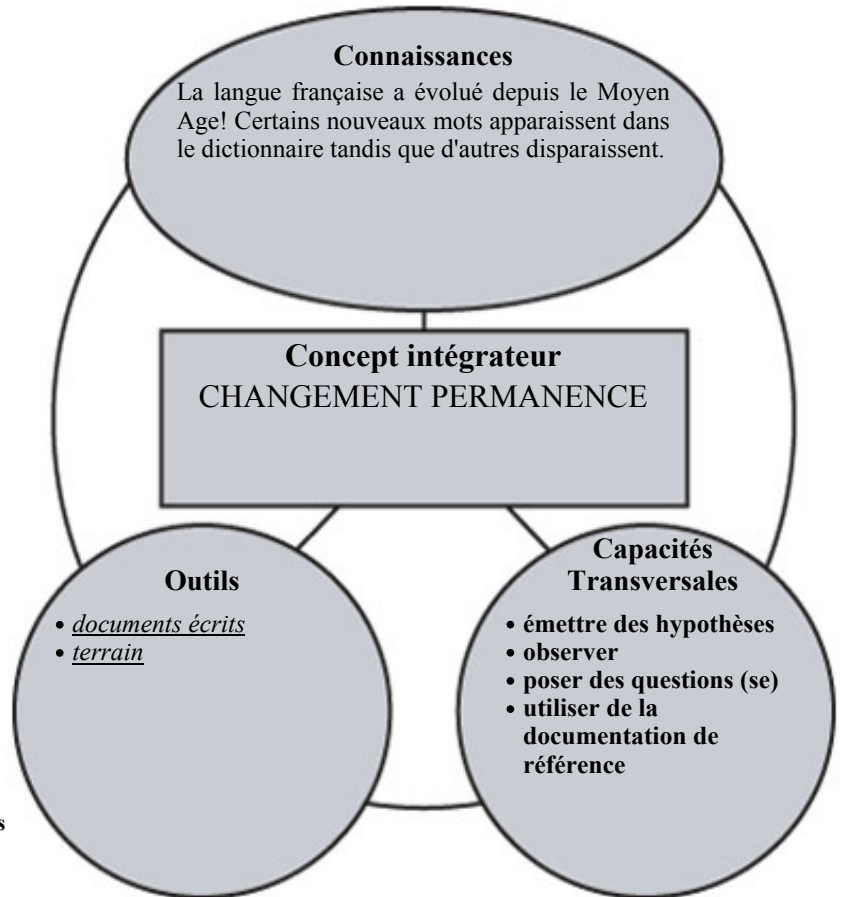 Connaissances
La langue française a évolué depuis le Moyen
Age! Certains nouveaux mots apparaissent dans
le dictionnaire tandis que d'autres disparaissent.
Concept intégrateur
CHANGEMENT PERMANENCE
Outils
• documents écrits
• terrain
Capacités
Transversales
• émettre des hypothèses
• observer
• poser des questions (se)
• utiliser de la
documentation de
référence
s